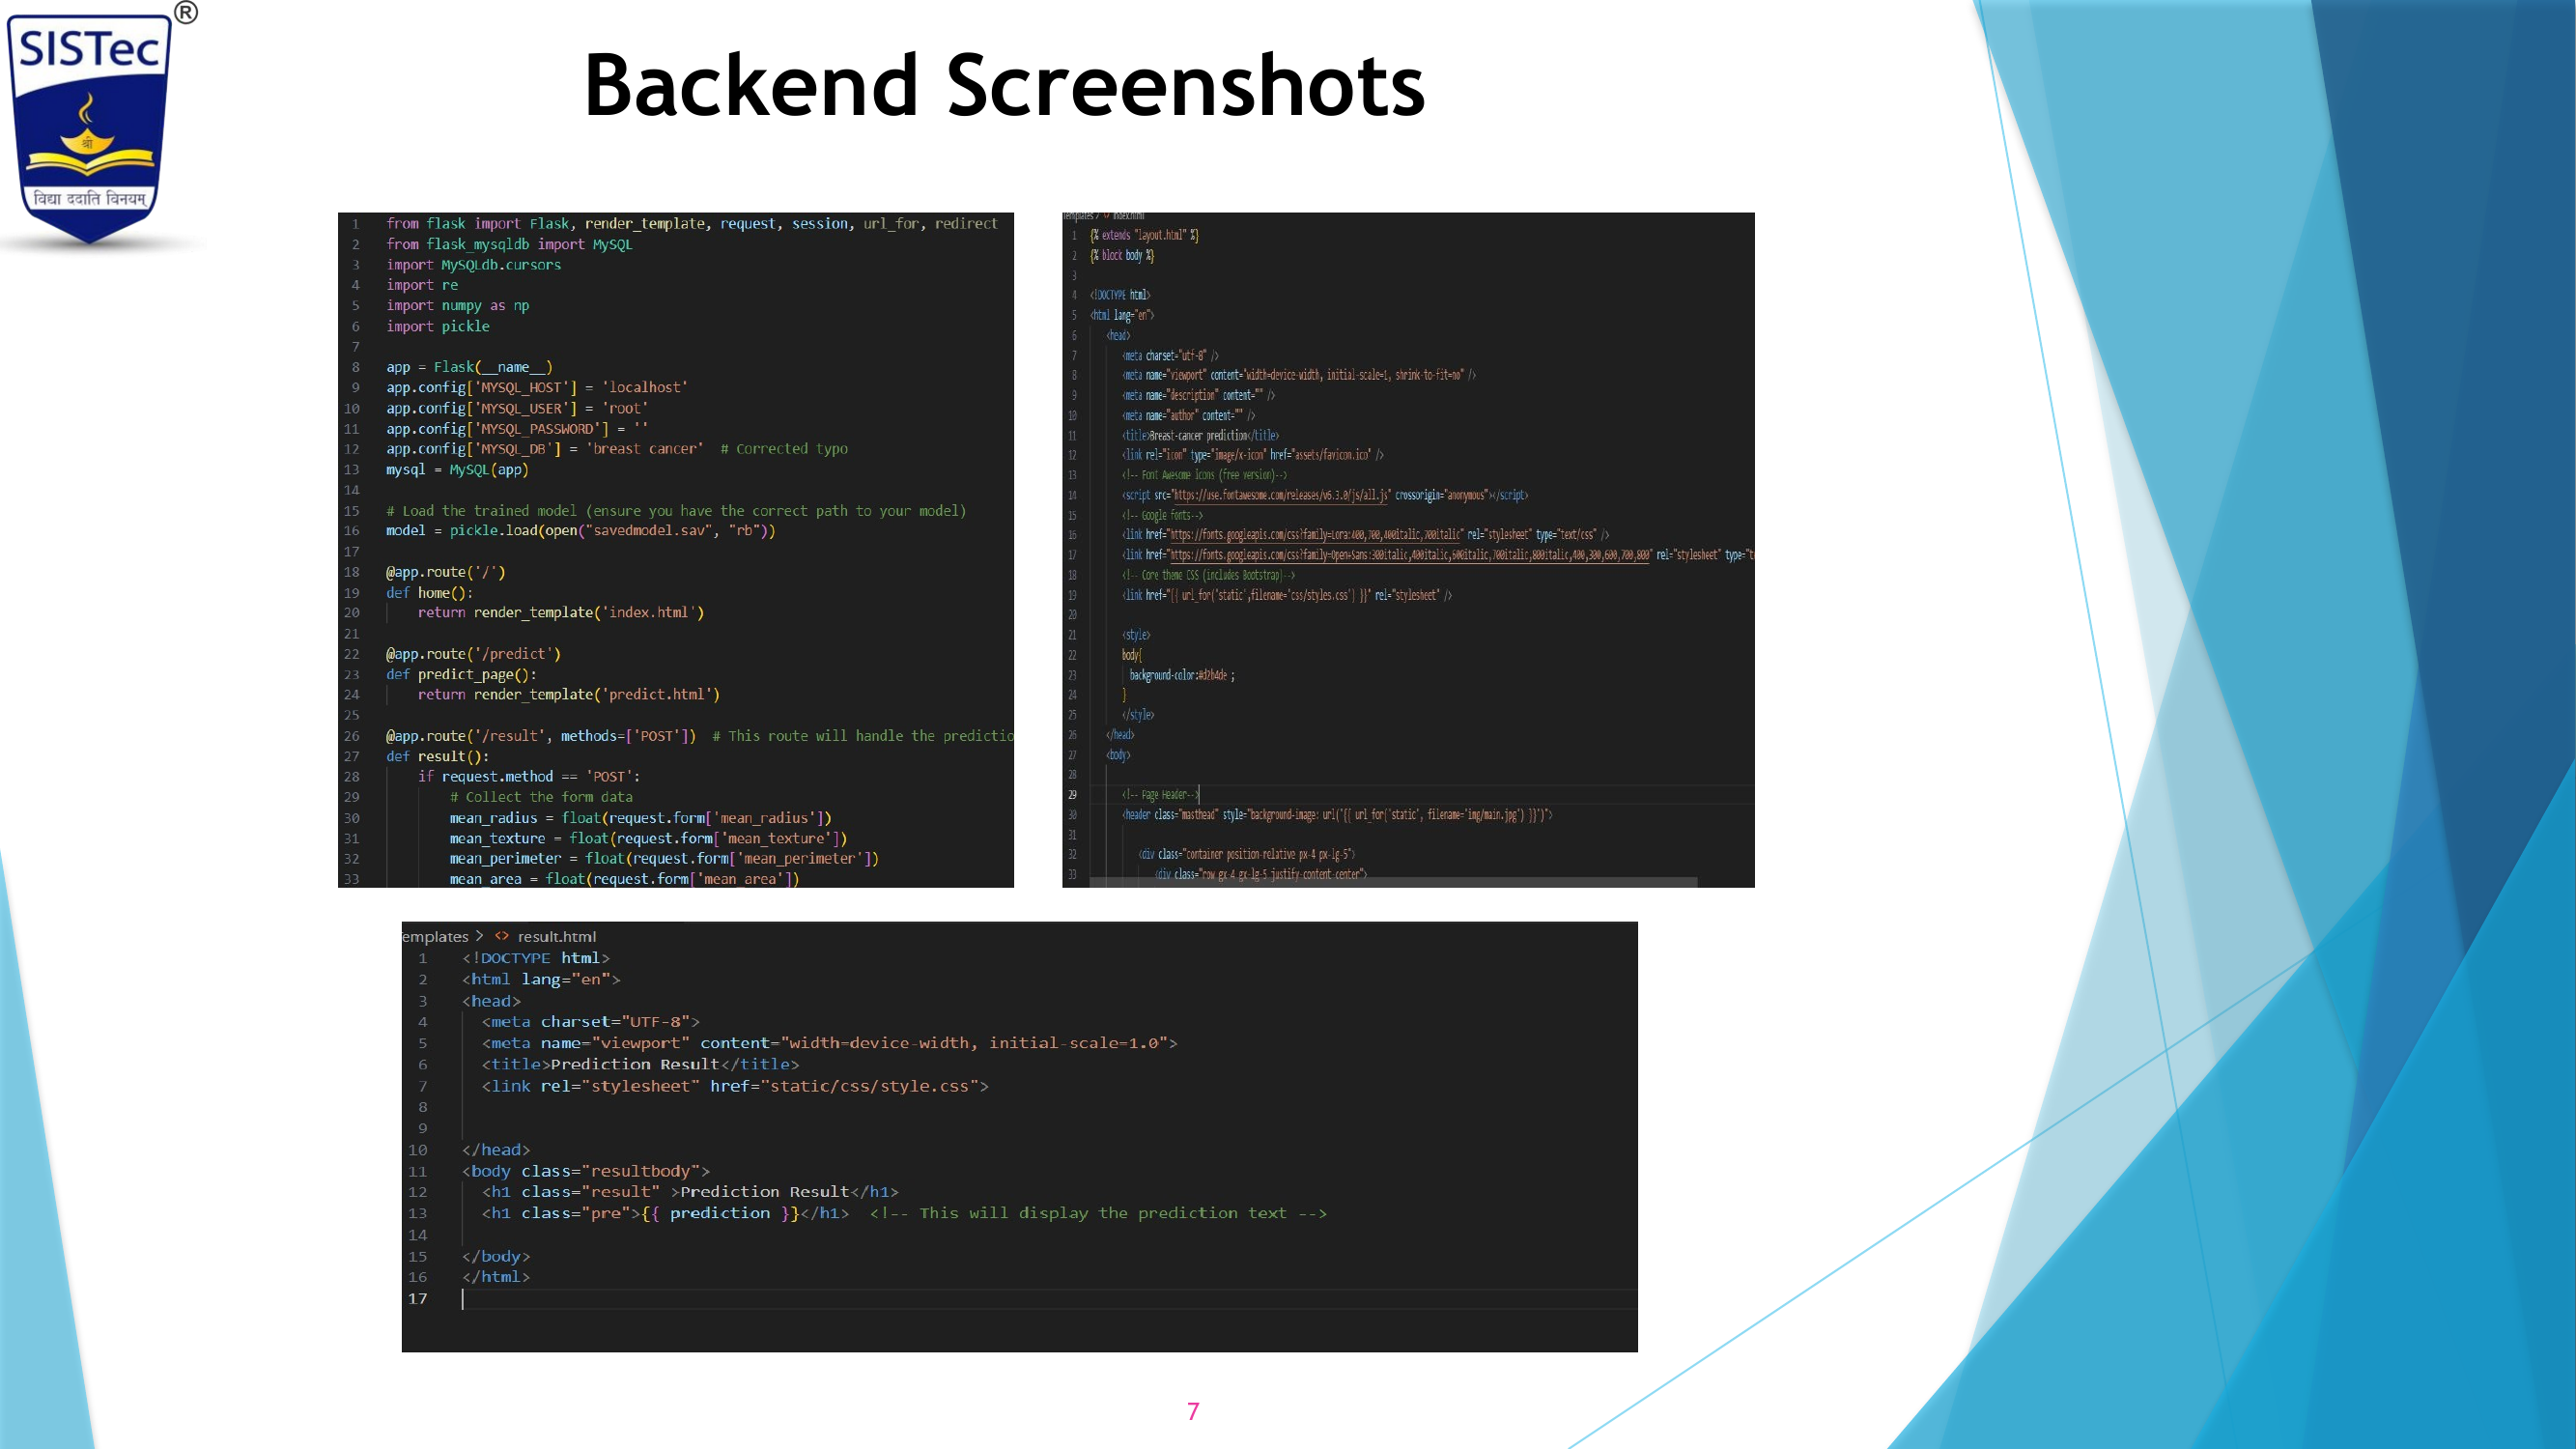 ®
SISTec
श्री
विद्या ददाति विनयम्
Backend Screenshots
1 from flask import Flask, render_template, request, session, url_for, redirect
2 from flask_mysqldb import MySQL
3 import MySQLdb.cursors
4 import re
5 import numpy as np
6 import pickle
7
8 app = Flask(__name__)
9 app.config['MYSQL_HOST'] = 'localhost'
10 app.config['MYSQL_USER'] = 'root'
11 app.config['MYSQL_PASSWORD'] = ''
12 app.config['MYSQL_DB'] = 'breast cancer'  # Corrected typo
13 mysql = MySQL(app)
14
15 # Load the trained model (ensure you have the correct path to your model)
16 model = pickle.load(open("savedmodel.sav", "rb"))
17
18 @app.route('/')
19 def home():
20     return render_template('index.html')
21
22 @app.route('/predict')
23 def predict_page():
24     return render_template('predict.html')
25
26 @app.route('/result', methods=['POST'])  # This route will handle the predictio
27 def result():
28     if request.method == 'POST':
29         # Collect the form data
30         mean_radius = float(request.form['mean_radius'])
31         mean_texture = float(request.form['mean_texture'])
32         mean_perimeter = float(request.form['mean_perimeter'])
33         mean_area = float(request.form['mean_area'])
emplates > <> index.html
1 {% extends "layout.html" %}
2 {% block body %}
3
4 <!DOCTYPE html>
5 <html lang="en">
6 <head>
7 <meta charset="utf-8" />
8 <meta name="viewport" content="width=device-width, initial-scale=1, shrink-to-fit=no" />
9 <meta name="description" content="" />
10 <meta name="author" content="" />
11 <title>Breast-cancer prediction</title>
12 <link rel="icon" type="image/x-icon" href="assets/favicon.ico" />
13 <!-- Font Awesome icons (free version)-->
14 <script src="https://use.fontawesome.com/releases/v6.3.0/js/all.js" crossorigin="anonymous"></script>
15 <!-- Google fonts-->
16 <link href="https://fonts.googleapis.com/css?family=Lora:400,700,400italic,700italic" rel="stylesheet" type="text/css" />
17 <link href="https://fonts.googleapis.com/css?family=Open+Sans:300italic,400italic,600italic,700italic,800italic,400,300,600,700,800" rel="stylesheet" type="t
18 <!-- Core theme CSS (includes Bootstrap)-->
19 <link href="{{ url_for('static',filename='css/styles.css') }}" rel="stylesheet" />
20
21 <style>
22 body{
23 background-color:#d2b4de ;
24 }
25 </style>
26 </head>
27 <body>
28
29 <!-- Page Header-->
30 <header class="masthead" style="background-image: url('{{ url_for('static', filename='img/main.jpg') }}')">
31
32 <div class="container position-relative px-4 px-lg-5">
33 <div class="row gx-4 gx-lg-5 justify-content-center">
emplates > <> result.html
1 <!DOCTYPE html>
2 <html lang="en">
3 <head>
4   <meta charset="UTF-8">
5   <meta name="viewport" content="width=device-width, initial-scale=1.0">
6   <title>Prediction Result</title>
7   <link rel="stylesheet" href="static/css/style.css">
8
9
10 </head>
11 <body class="resultbody">
12   <h1 class="result" >Prediction Result</h1>
13   <h1 class="pre">{{ prediction }}</h1>  <!-- This will display the prediction text -->
14
15 </body>
16 </html>
17
7